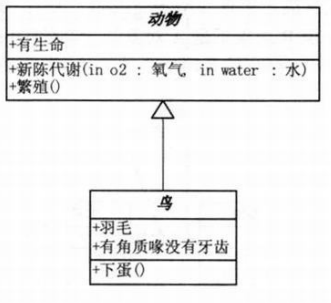 动物
+有生命
+新陈代谢(in o2 : 氧气, in water : 水)
+繁殖()
鸟
+羽毛
+有角质喙没有牙齿
+下蛋()